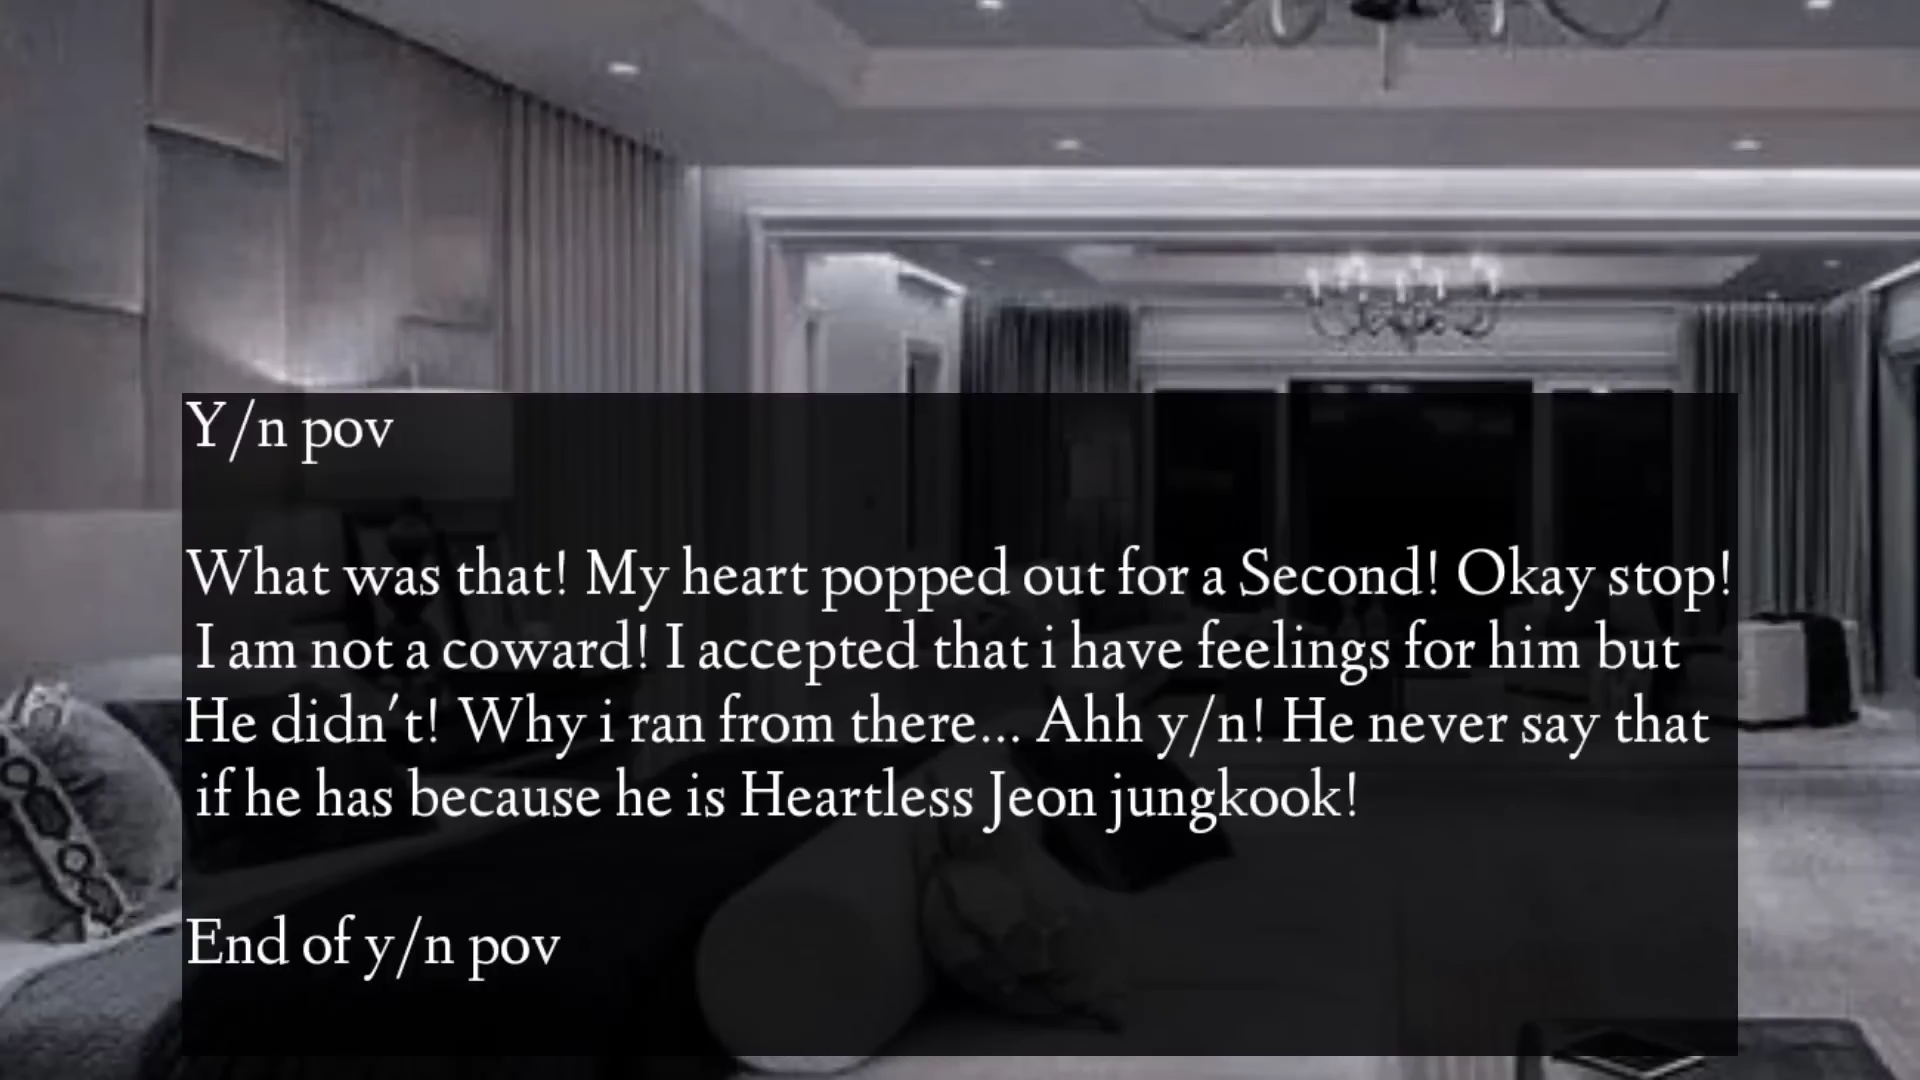 Y/n pov
What was that! My heart popped out for a Second! Okay stop!
I am not a coward! I accepted that i have feelings for him but
He didn't! Why i ran from there... Ahh y/n! He never say that
if he has because he is Heartless Jeon jungkook!
End of y/n pov